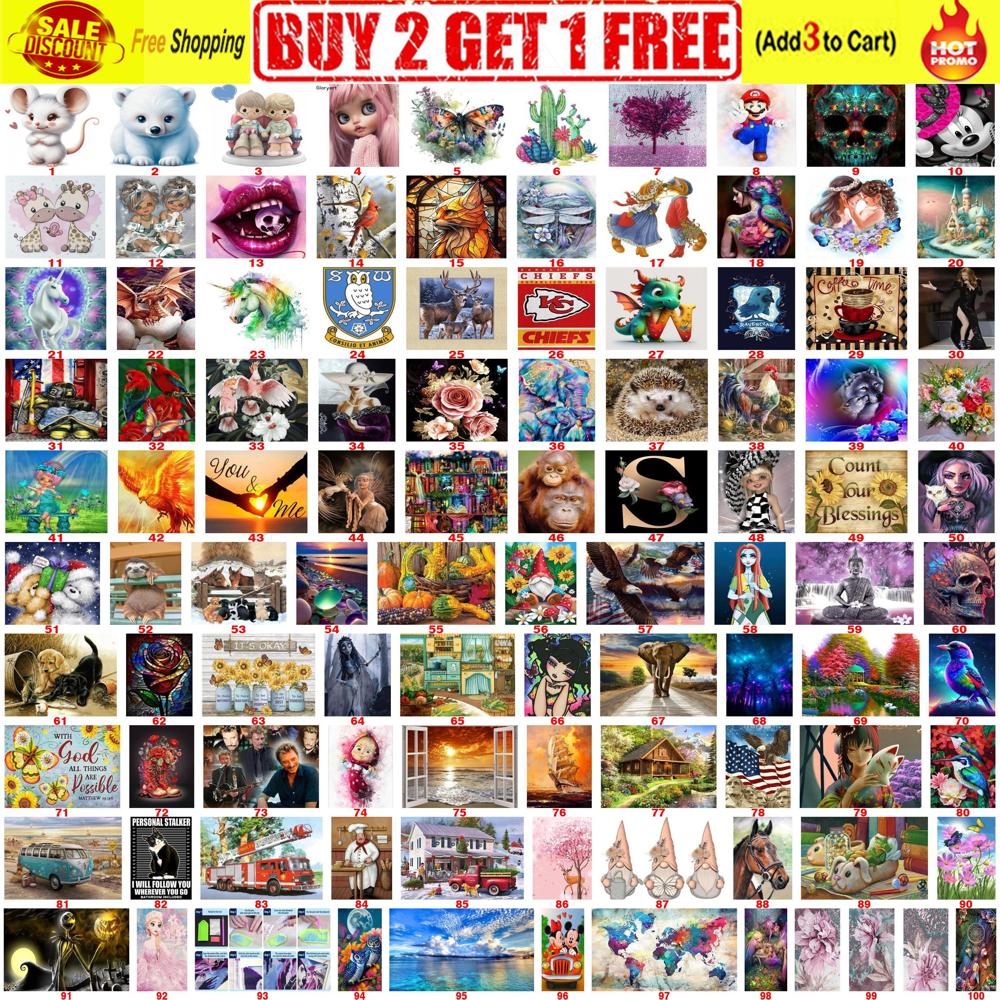 SALE
DISCOUNT
Free Shopping
BUY 2 GET 1 FREE
(Add 3 to Cart)
HOT
PROMO
Gloryart
1 2 3 4 5 6 7 8 9 10
11 12 13 14 15 16 17 18 19 20
S W
CONSILIO ET ANIMIS
CHIEFS
KC
CHIEFS
RAVENCLAW
Coffee Time
21 22 23 24 25 26 27 28 29 30
31 32 33 34 35 36 37 38 39 40
You
&
Me
S
Count
Your
Blessings
41 42 43 44 45 46 47 48 49 50
51 52 53 54 55 56 57 58 59 60
IT'S OKAY
61 62 63 64 65 66 67 68 69 70
WITH
God
ALL THINGS
ARE
Possible
MATTHEW 19:26
71 72 73 74 75 76 77 78 79 80
PERSONAL STALKER
I WILL FOLLOW YOU
WHEREVER YOU GO
BATHROOM INCLUDED
81 82 83 84 85 86 87 88 89 90
91 92 93 94 95 96 97 98 99 100